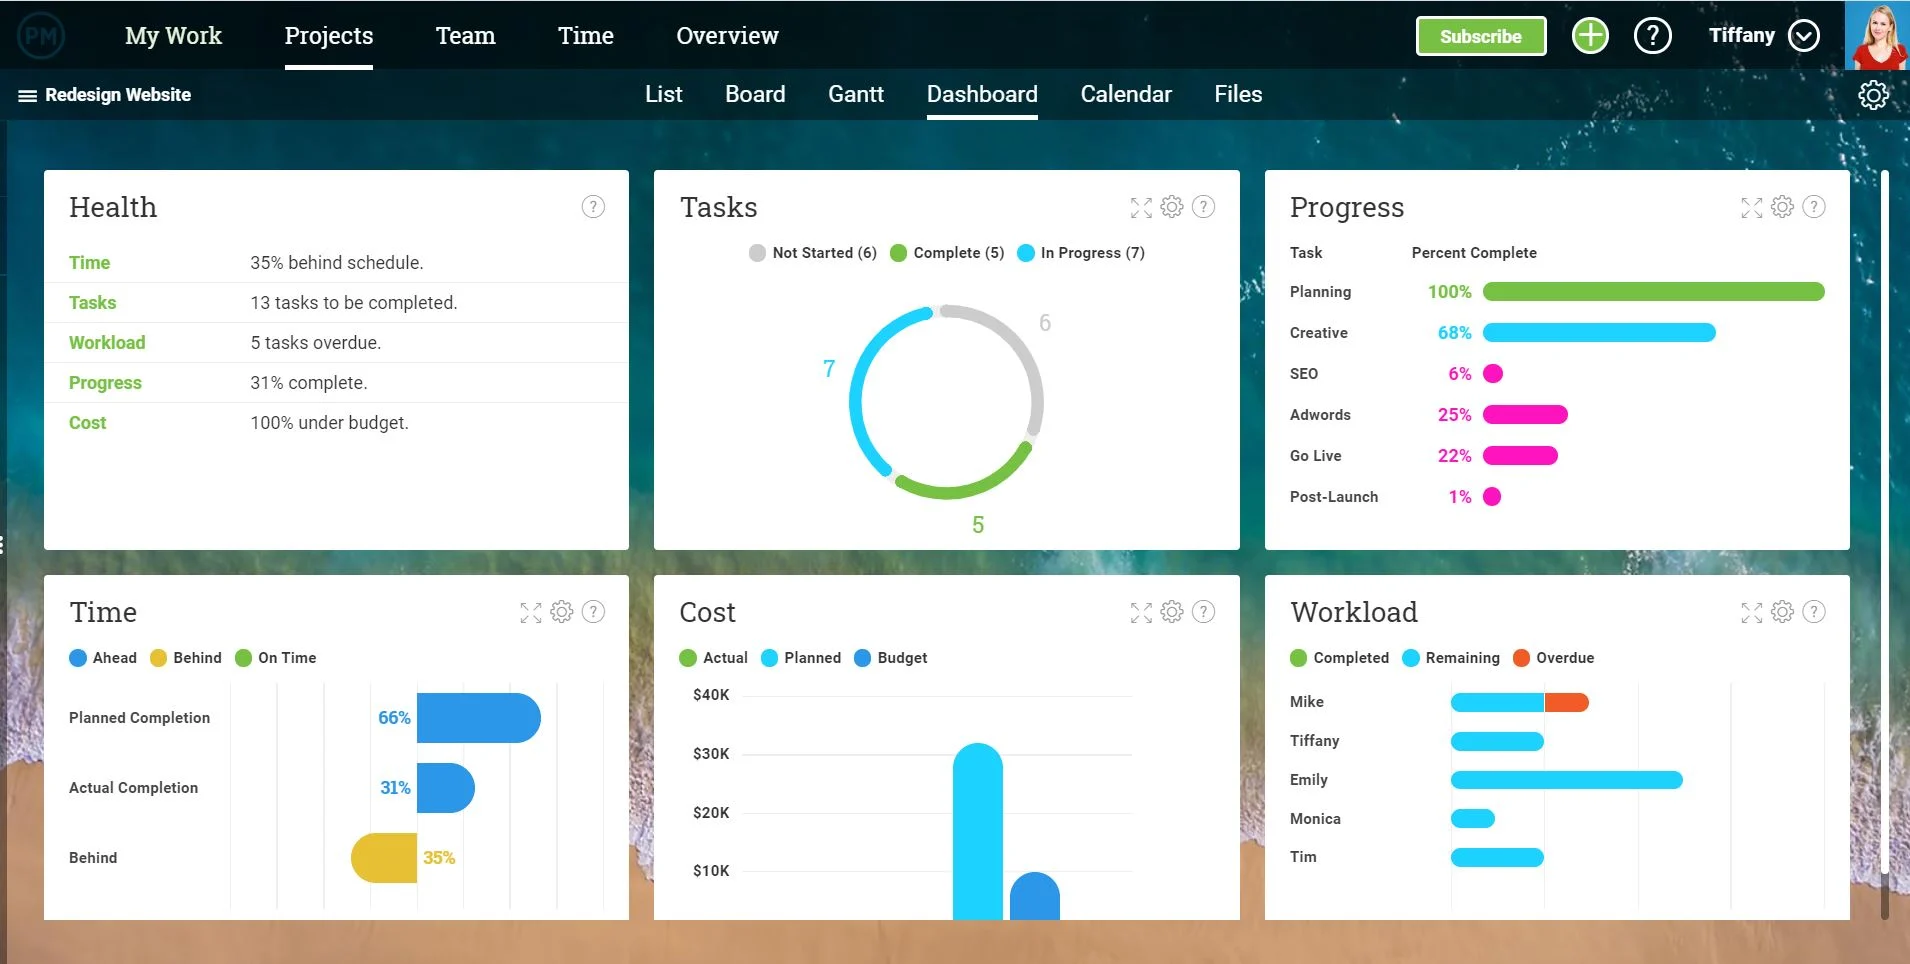 PM My Work Projects Team Time Overview Subscribe ? Tiffany
Redesign Website List Board Gantt Dashboard Calendar Files
Health ?
Time 35% behind schedule.
Tasks 13 tasks to be completed.
Workload 5 tasks overdue.
Progress 31% complete.
Cost 100% under budget.
Tasks ?
Not Started (6) Complete (5) In Progress (7)
6
7
5
Progress ?
Task Percent Complete
Planning 100%
Creative 68%
SEO 6%
Adwords 25%
Go Live 22%
Post-Launch 1%
Time ?
Ahead Behind On Time
Planned Completion 66%
Actual Completion 31%
Behind 35%
Cost ?
Actual Planned Budget
$40K
$30K
$20K
$10K
Workload ?
Completed Remaining Overdue
Mike
Tiffany
Emily
Monica
Tim